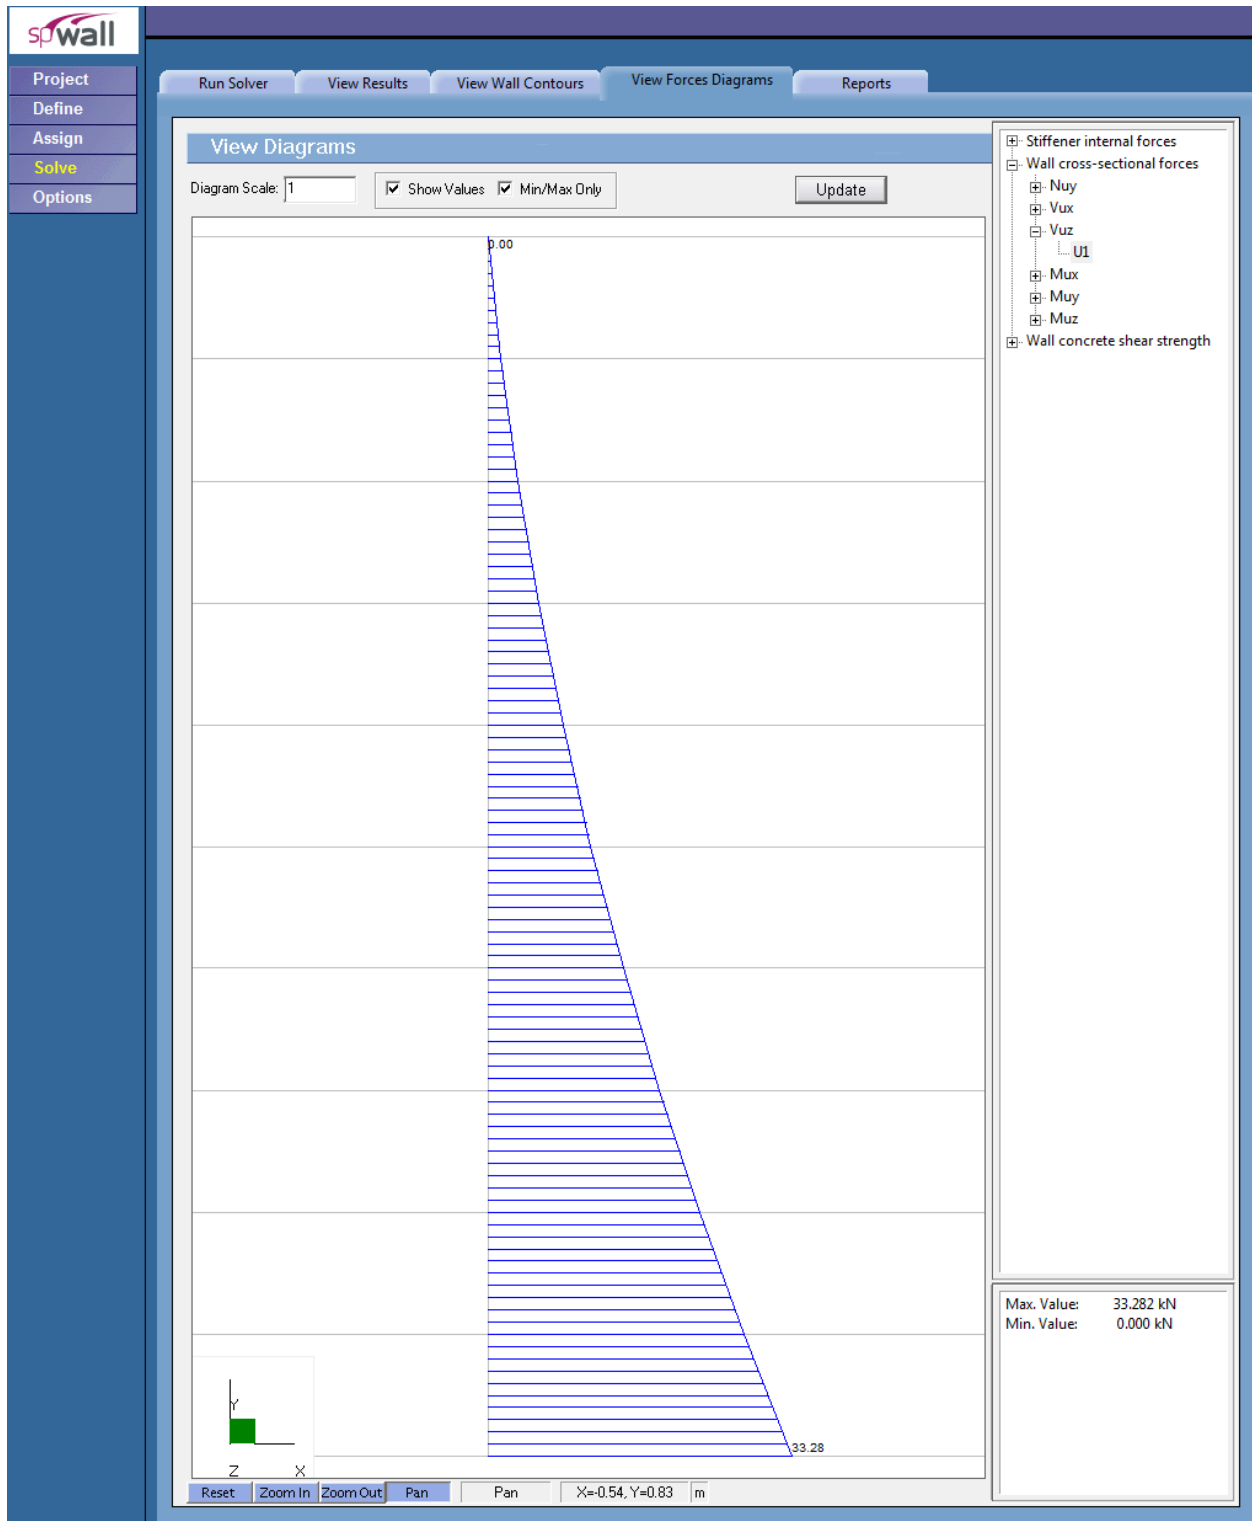 spwall
Project
Define
Assign
Solve
Options
Run Solver
View Results
View Wall Contours
View Forces Diagrams
Reports
View Diagrams
Diagram Scale: 1
Show Values
Min/Max Only
Update
0.00
33.28
Y
Z X
Reset
Zoom In
Zoom Out
Pan
Pan
X=-0.54, Y=0.83
m
Stiffener internal forces
Wall cross-sectional forces
Nuy
Vux
Vuz
U1
Mux
Muy
Muz
Wall concrete shear strength
Max. Value: 33.282 kN
Min. Value: 0.000 kN